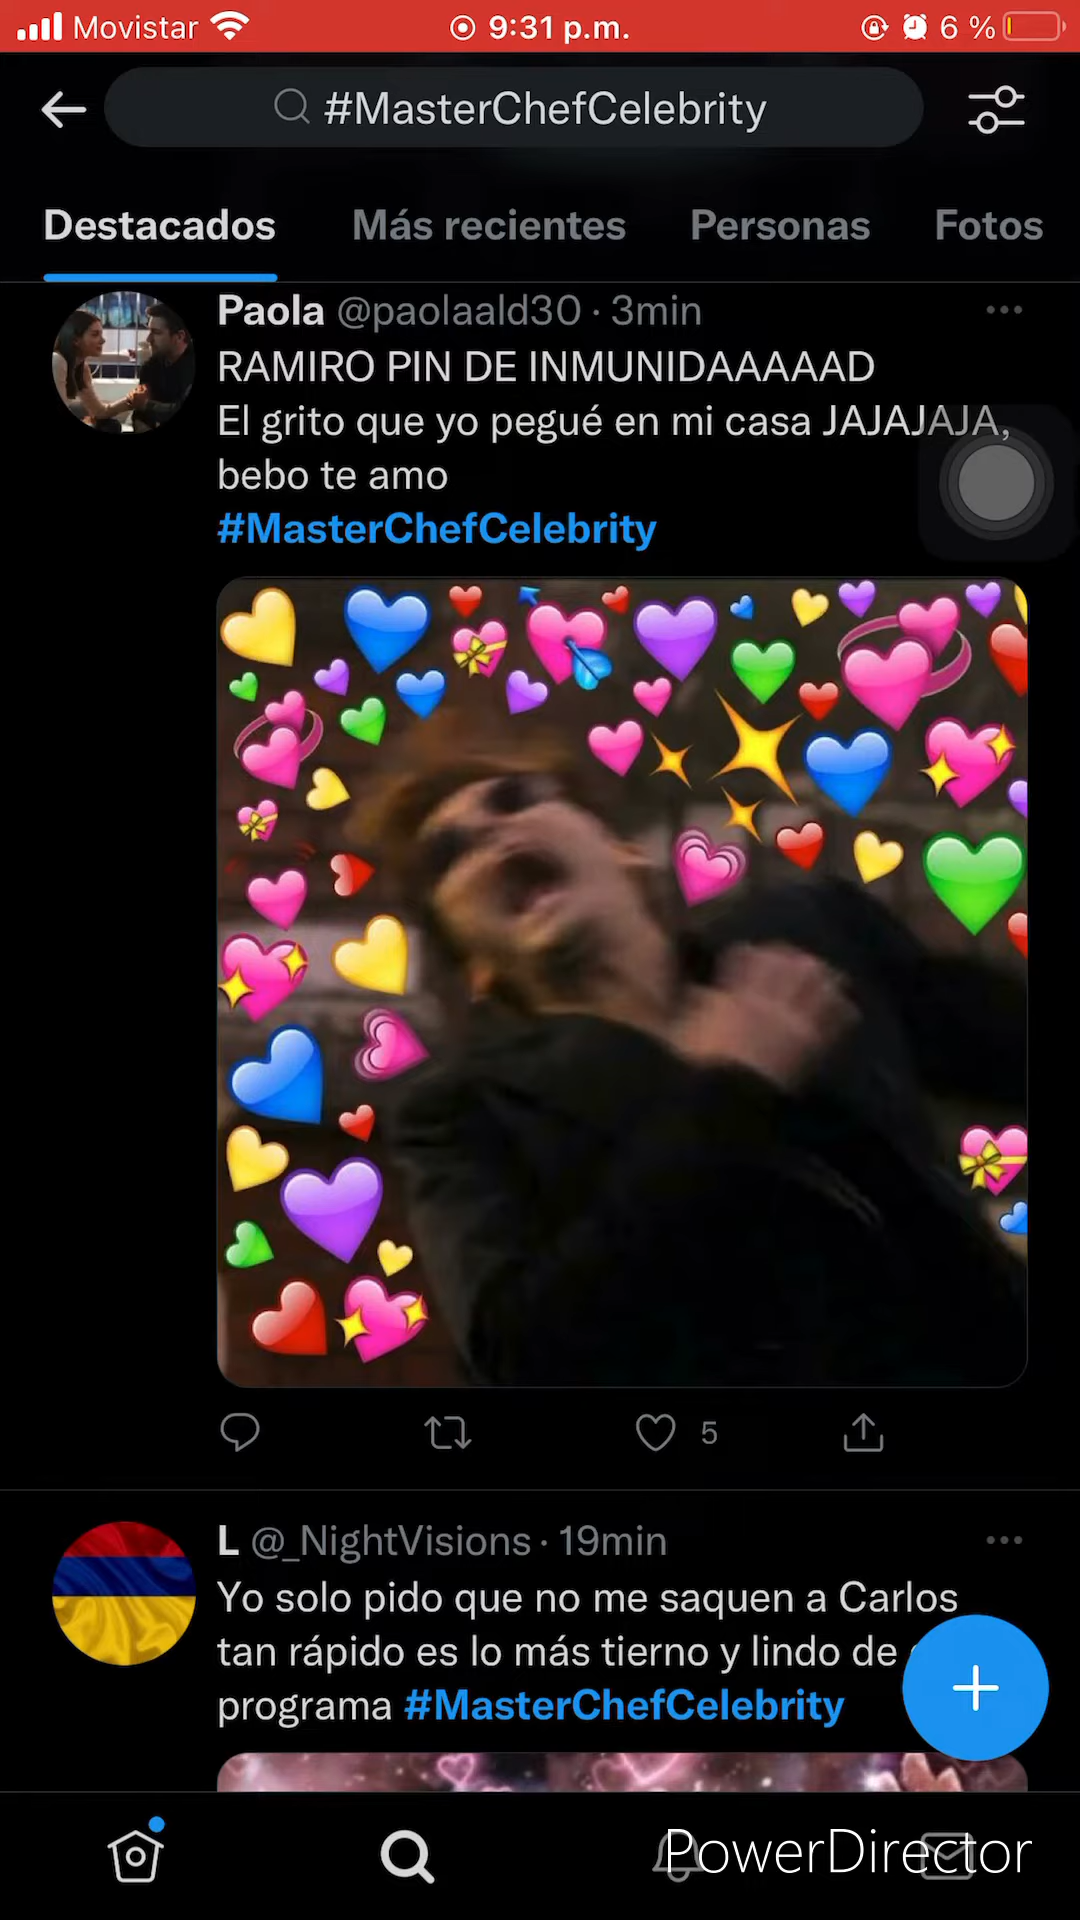 Movistar 9:31 p.m. 6 %
#MasterChefCelebrity
Destacados Más recientes Personas Fotos
Paola @paolaald30 · 3min
RAMIRO PIN DE INMUNIDAAAAAD
El grito que yo pegué en mi casa JAJAJAJA,
bebo te amo
#MasterChefCelebrity
5
L @_NightVisions · 19min
Yo solo pido que no me saquen a Carlos
tan rápido es lo más tierno y lindo de
programa #MasterChefCelebrity
PowerDirector